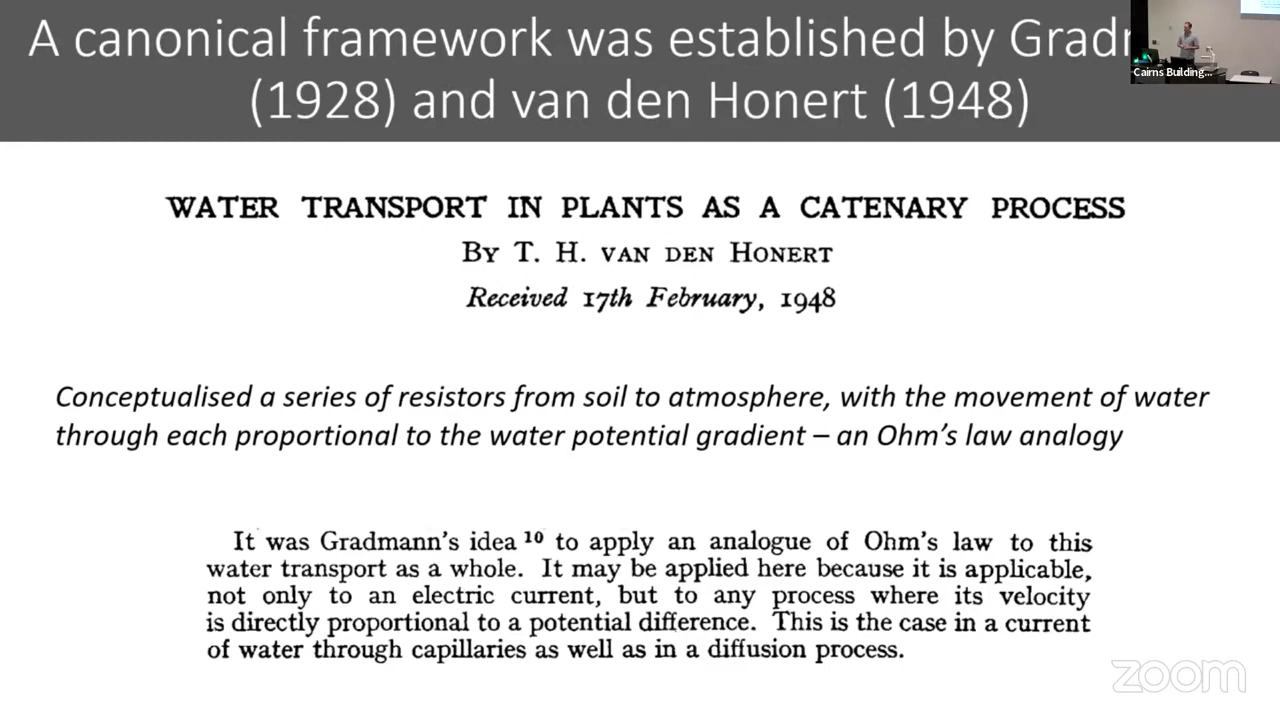 A canonical framework was established by
(1928) and van den Honert (1948)
Cairns Building...
WATER TRANSPORT IN PLANTS AS A CATENARY PROCESS
BY T. H. VAN DEN HONERT
Received 17th February, 1948
Conceptualised a series of resistors from soil to atmosphere, with the movement of water
through each proportional to the water potential gradient – an Ohm's law analogy
It was Gradmann's idea 10 to apply an analogue of Ohm's law to this
water transport as a whole. It may be applied here because it is applicable,
not only to an electric current, but to any process where its velocity
is directly proportional to a potential difference. This is the case in a current
of water through capillaries as well as in a diffusion process.
zoom